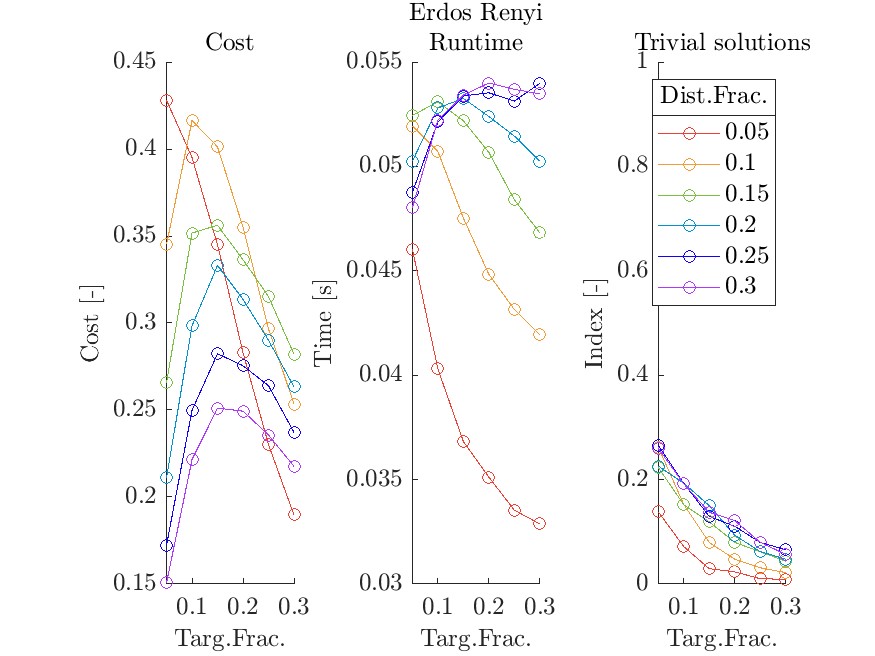 Erdos Renyi
Cost
Runtime
Trivial solutions
0.45
0.4
0.35
0.3
0.25
0.2
0.15
Cost [-]
0.1 0.2 0.3
Targ.Frac.
0.055
0.05
0.045
0.04
0.035
0.03
Time [s]
0.1 0.2 0.3
Targ.Frac.
1
0.8
0.6
0.4
0.2
0
Index [-]
0.1 0.2 0.3
Targ.Frac.
Dist.Frac.
0.05
0.1
0.15
0.2
0.25
0.3